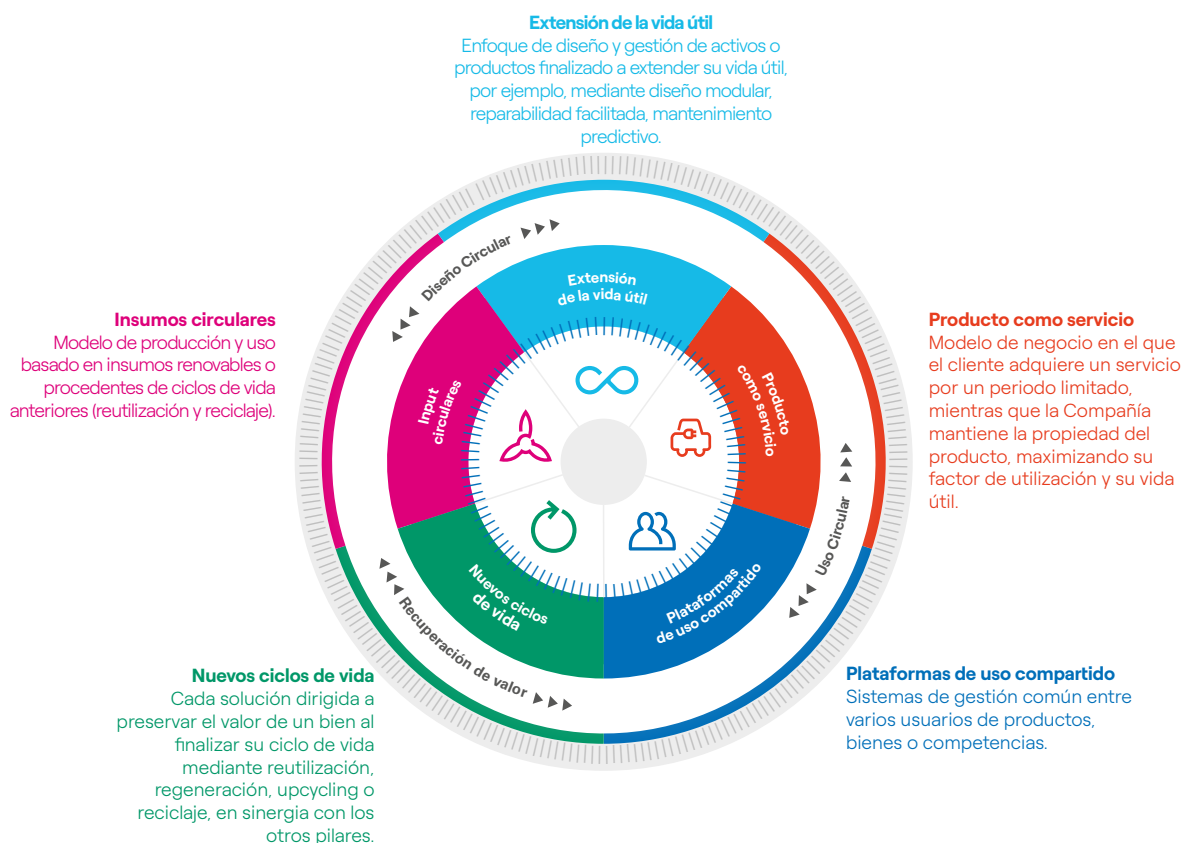 Extensión de la vida útil
Enfoque de diseño y gestión de activos o
productos finalizado a extender su vida útil,
por ejemplo, mediante diseño modular,
reparabilidad facilitada, mantenimiento
predictivo.
Diseño Circular
Extensión
de la vida útil
Insumos circulares
Modelo de producción y uso
basado en insumos renovables o
procedentes de ciclos de vida
anteriores (reutilización y reciclaje).
Input
circulares
Producto
como servicio
Producto como servicio
Modelo de negocio en el que
el cliente adquiere un servicio
por un periodo limitado,
mientras que la Compañía
mantiene la propiedad del
producto, maximizando su
factor de utilización y su vida
útil.
Uso Circular
Nuevos ciclos
de vida
Plataformas
de uso compartido
Recuperación de valor
Nuevos ciclos de vida
Cada solución dirigida a
preservar el valor de un bien al
finalizar su ciclo de vida
mediante reutilización,
regeneración, upcycling o
reciclaje, en sinergia con los
otros pilares.
Plataformas de uso compartido
Sistemas de gestión común entre
varios usuarios de productos,
bienes o competencias.